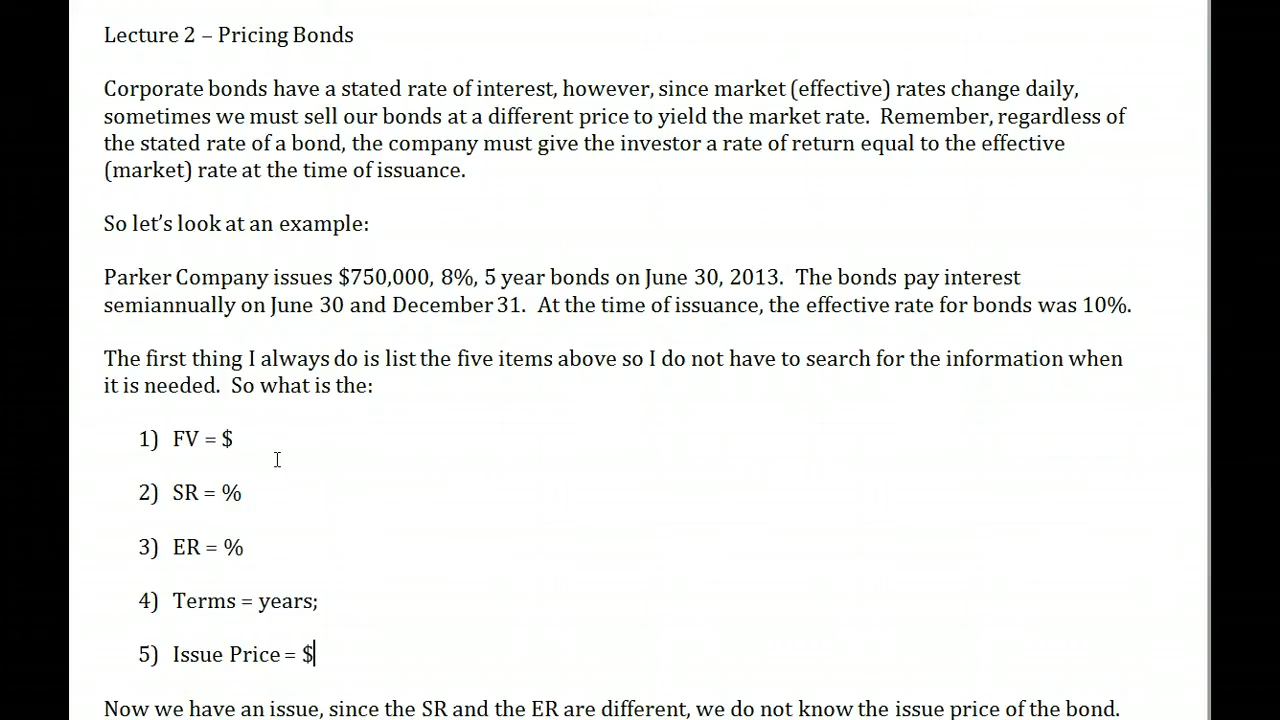 Lecture 2 – Pricing Bonds
Corporate bonds have a stated rate of interest, however, since market (effective) rates change daily,
sometimes we must sell our bonds at a different price to yield the market rate.  Remember, regardless of
the stated rate of a bond, the company must give the investor a rate of return equal to the effective
(market) rate at the time of issuance.
So let’s look at an example:
Parker Company issues $750,000, 8%, 5 year bonds on June 30, 2013.  The bonds pay interest
semiannually on June 30 and December 31.  At the time of issuance, the effective rate for bonds was 10%.
The first thing I always do is list the five items above so I do not have to search for the information when
it is needed.  So what is the:
1) FV = $
2) SR = %
3) ER = %
4) Terms = years;
5) Issue Price = $
Now we have an issue, since the SR and the ER are different, we do not know the issue price of the bond.